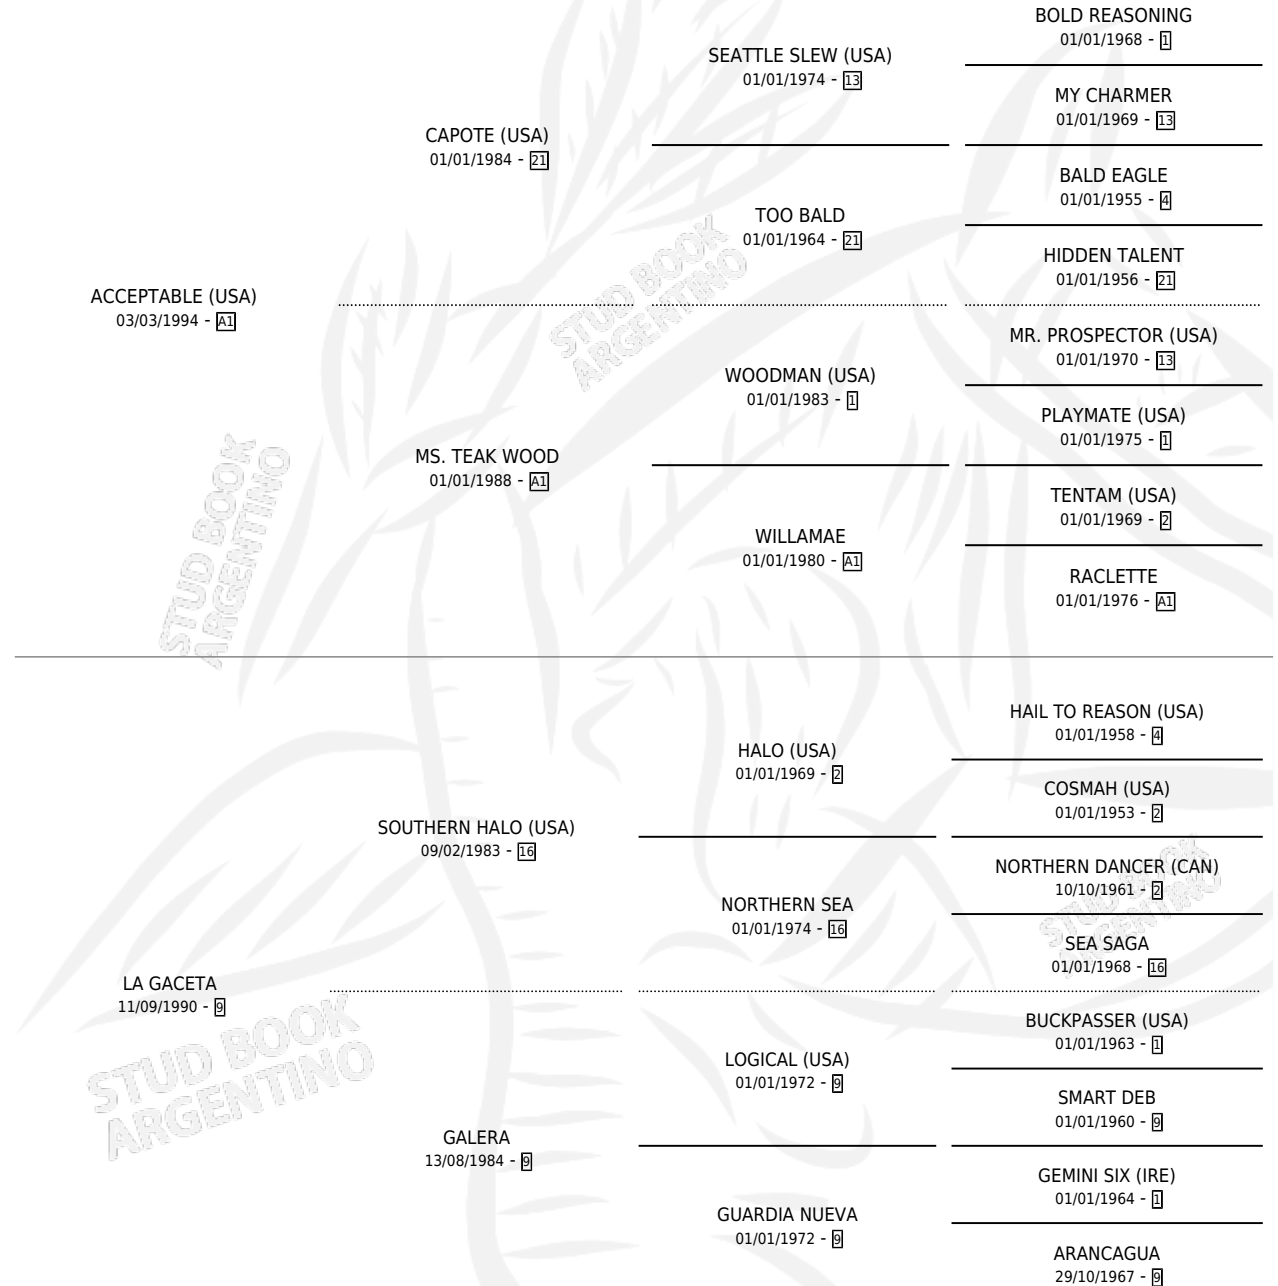 BOLD REASONING
01/01/1968 - 1
SEATTLE SLEW (USA)
01/01/1974 - 13
MY CHARMER
01/01/1969 - 13
CAPOTE (USA)
01/01/1984 - 21
BALD EAGLE
01/01/1955 - 4
TOO BALD
01/01/1964 - 21
HIDDEN TALENT
01/01/1956 - 21
ACCEPTABLE (USA)
03/03/1994 - A1
MR. PROSPECTOR (USA)
01/01/1970 - 13
WOODMAN (USA)
01/01/1983 - 1
PLAYMATE (USA)
01/01/1975 - 1
MS. TEAK WOOD
01/01/1988 - A1
TENTAM (USA)
01/01/1969 - 2
WILLAMAE
01/01/1980 - A1
RACLETTE
01/01/1976 - A1
HAIL TO REASON (USA)
01/01/1958 - 4
HALO (USA)
01/01/1969 - 2
COSMAH (USA)
01/01/1953 - 2
SOUTHERN HALO (USA)
09/02/1983 - 16
NORTHERN DANCER (CAN)
10/10/1961 - 2
NORTHERN SEA
01/01/1974 - 16
SEA SAGA
01/01/1968 - 16
LA GACETA
11/09/1990 - 9
BUCKPASSER (USA)
01/01/1963 - 1
LOGICAL (USA)
01/01/1972 - 9
SMART DEB
01/01/1960 - 9
GALERA
13/08/1984 - 9
GEMINI SIX (IRE)
01/01/1964 - 1
GUARDIA NUEVA
01/01/1972 - 9
ARANCAGUA
29/10/1967 - 9
STUD BOOK
ARGENTINO
STUD BOOK
ARGENTINO
STUD BOOK
ARGENTINO
STUD BOOK
ARGENTINO